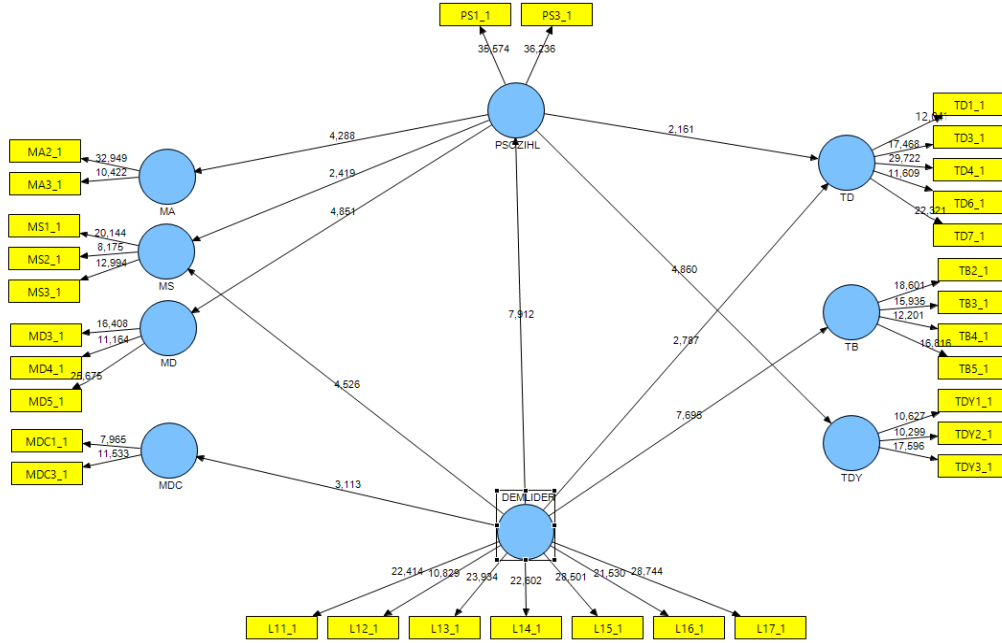 PS1_1
PS3_1
35,574
36,236
PSCZIHL
4,288
2,419
4,851
2,161
4,860
7,912
MA2_1
MA3_1
32,949
10,422
MA
MS1_1
MS2_1
MS3_1
20,144
8,175
12,994
MS
MD3_1
MD4_1
MD5_1
16,408
11,164
25,675
MD
MDC1_1
MDC3_1
7,965
11,533
MDC
TD1_1
TD3_1
TD4_1
TD6_1
TD7_1
17,468
29,722
11,609
22,321
TD
TB2_1
TB3_1
TB4_1
TB5_1
18,601
15,935
12,201
16,816
TB
TDY1_1
TDY2_1
TDY3_1
10,627
10,299
17,596
TDY
4,526
3,113
2,787
7,695
DEMLIDER
22,414
10,829
23,934
22,602
28,501
21,530
28,744
L11_1
L12_1
L13_1
L14_1
L15_1
L16_1
L17_1